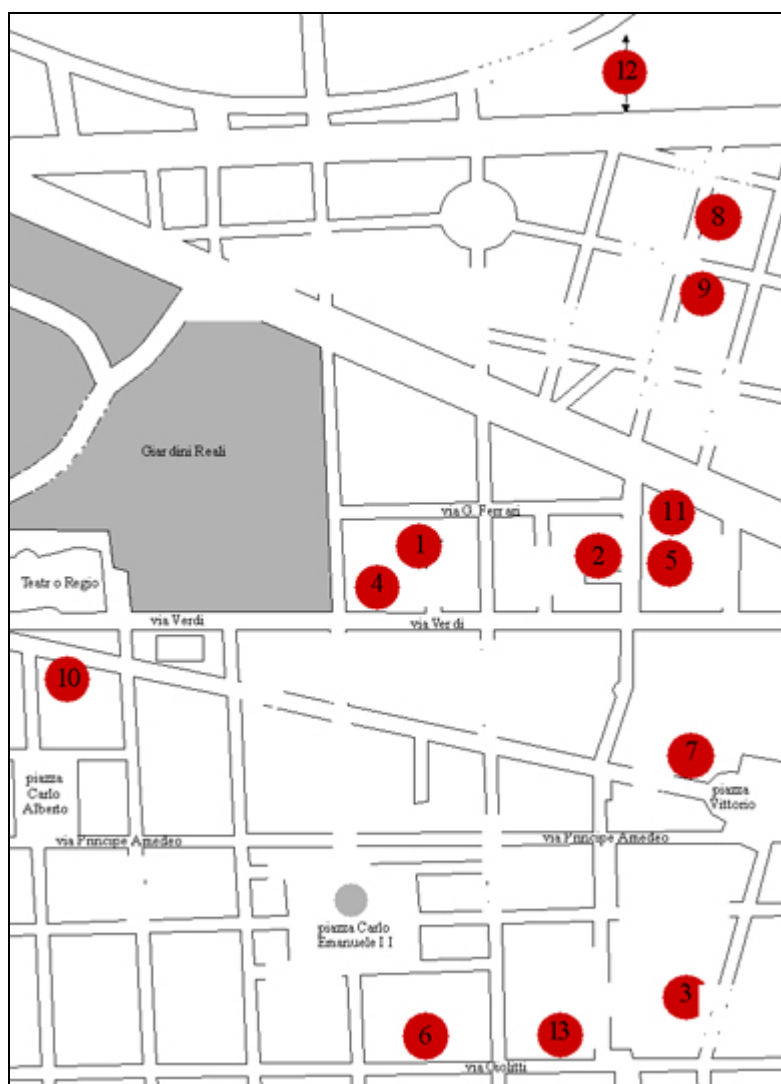 12
8
9
Giardini Reali
via G. Ferrari
11
1
2
5
4
Teatro Regio
via Verdi
via Verdi
10
7
piazza
Carlo
Alberto
piazza
Vittorio
via Principe Amedeo
via Principe Amedeo
piazza Carlo
Emanuele I I
3
6
13
via Giolitti